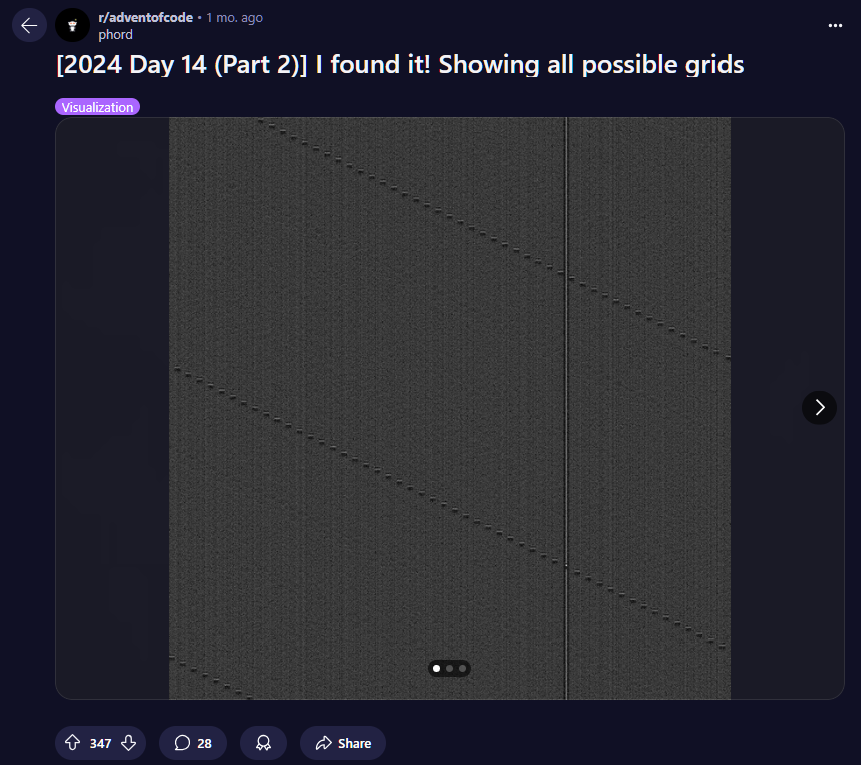 r/adventofcode • 1 mo. ago
phord
[2024 Day 14 (Part 2)] I found it! Showing all possible grids
Visualization
347
28
Share